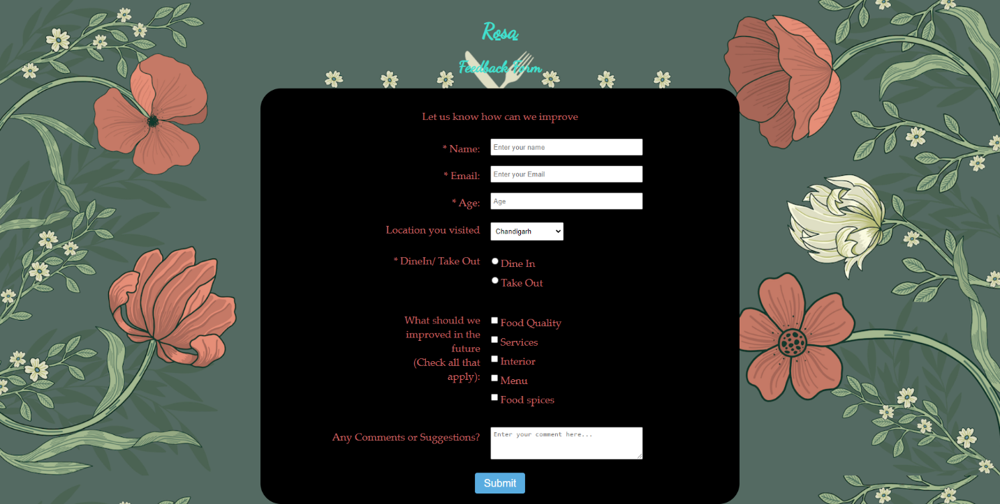 Rosa
Feedback Form
Let us know how can we improve
* Name:
Enter your name
* Email:
Enter your Email
* Age:
Age
Location you visited
Chandigarh
* DineIn/ Take Out
Dine In
Take Out
What should we
improved in the
future
(Check all that
apply):
Food Quality
Services
Interior
Menu
Food spices
Any Comments or Suggestions?
Enter your comment here...
Submit